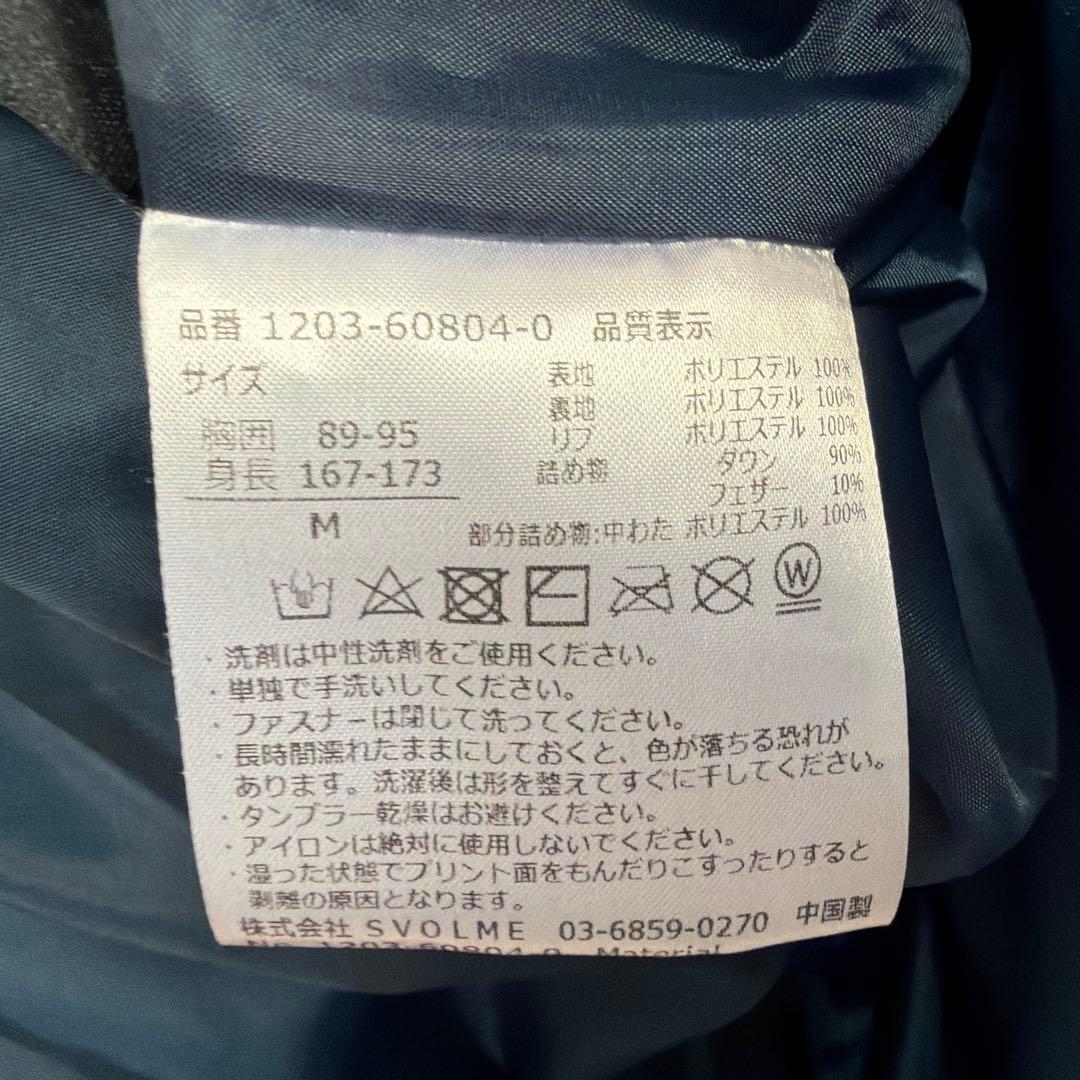 品番 1203-60804-0 品質表示
サイズ
胸囲 89-95
身長 167-173
M
表地 ポリエステル 100%
裏地 ポリエステル 100%
リブ ポリエステル 100%
詰め物 ダウン 90%
フェザー 10%
部分詰め物:中わた ポリエステル 100%
W
・洗剤は中性洗剤をご使用ください。
・単独で手洗いしてください。
・ファスナーは閉じて洗ってください。
・長時間濡れたままにしておくと、色が落ちる恐れが
あります。洗濯後は形を整えてすぐに干してください。
・タンブラー乾燥はお避けください。
・アイロンは絶対に使用しないでください。
・湿った状態でプリント面をもんだりこすったりすると
剥離の原因となります。
株式会社 SVOLME 03-6859-0270 中国製
No. 1203-60804-0 Material